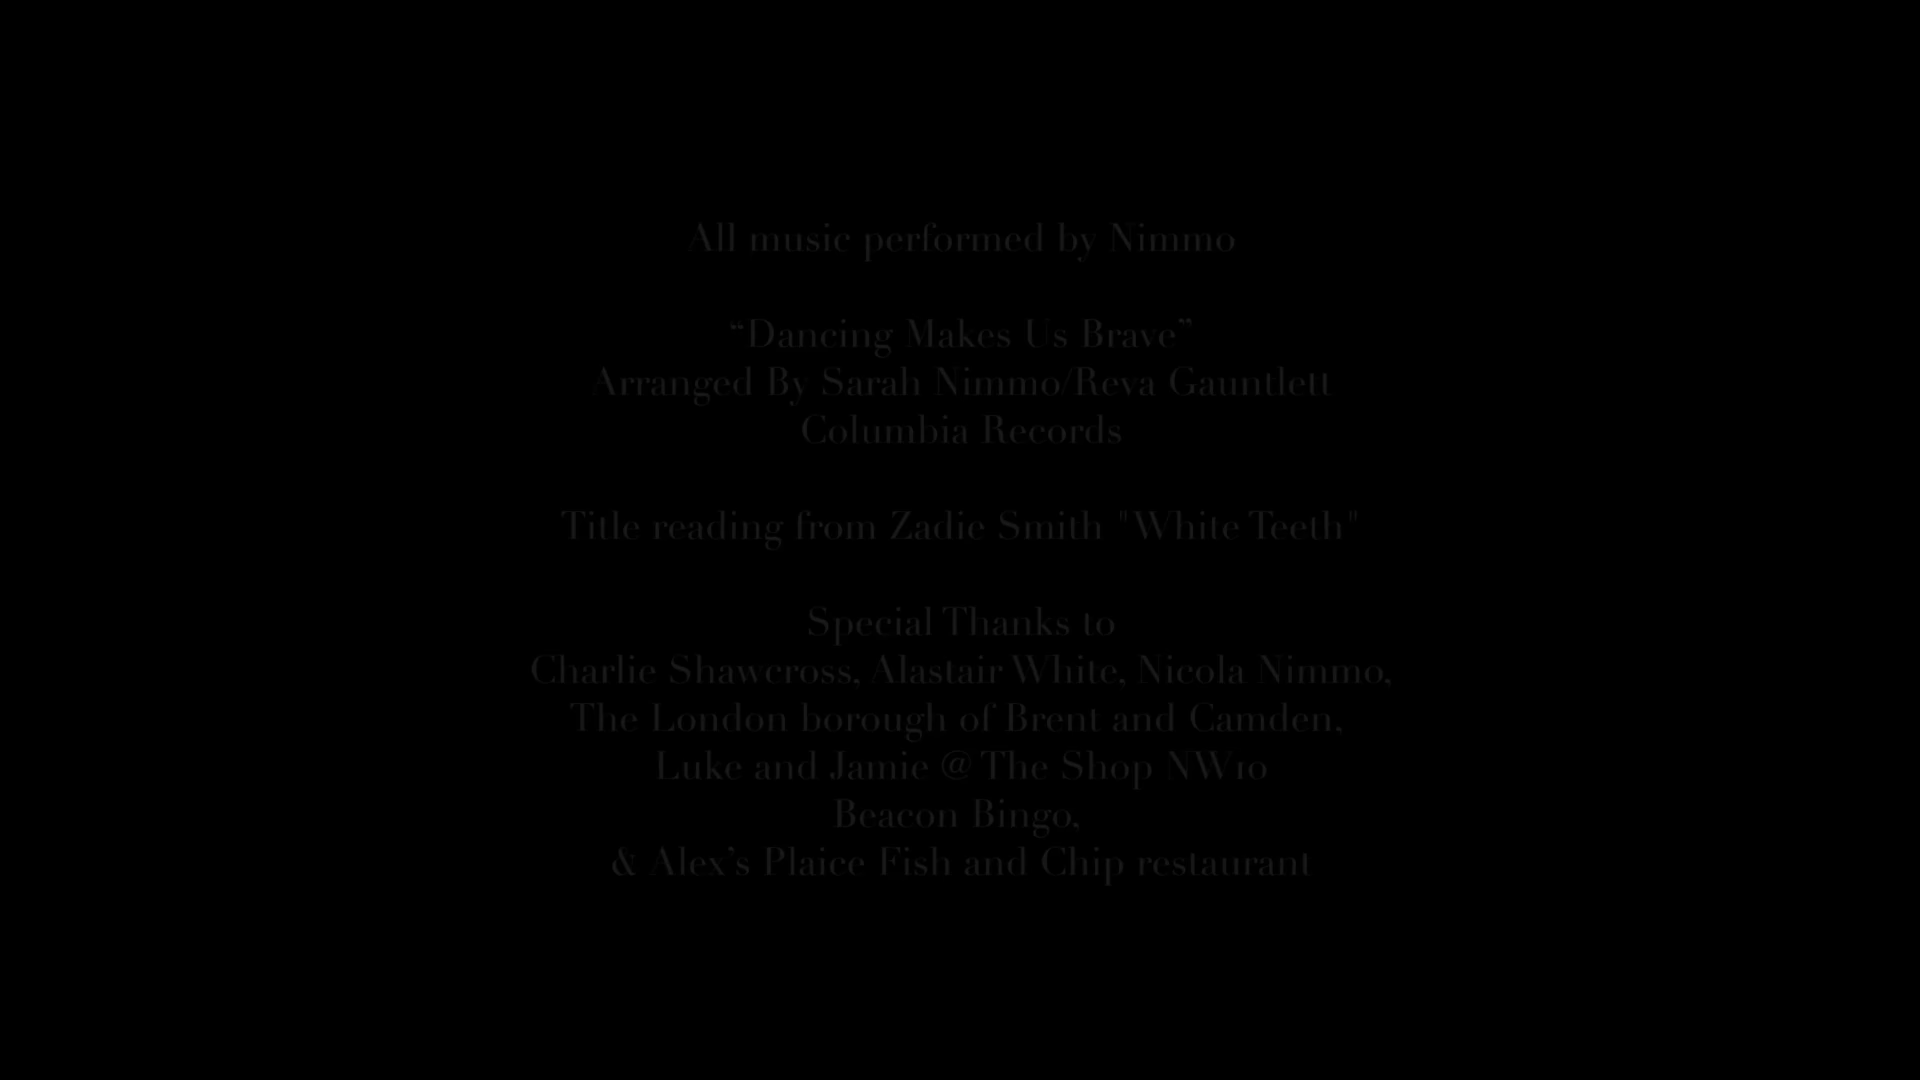 All music performed by Nimmo
“Dancing Makes Us Brave”
Arranged By Sarah Nimmo/Reva Gauntlett
Columbia Records
Title reading from Zadie Smith "White Teeth"
Special Thanks to
Charlie Shawcross, Alastair White, Nicola Nimmo,
The London borough of Brent and Camden,
Luke and Jamie @ The Shop NW10
Beacon Bingo,
& Alex’s Plaice Fish and Chip restaurant